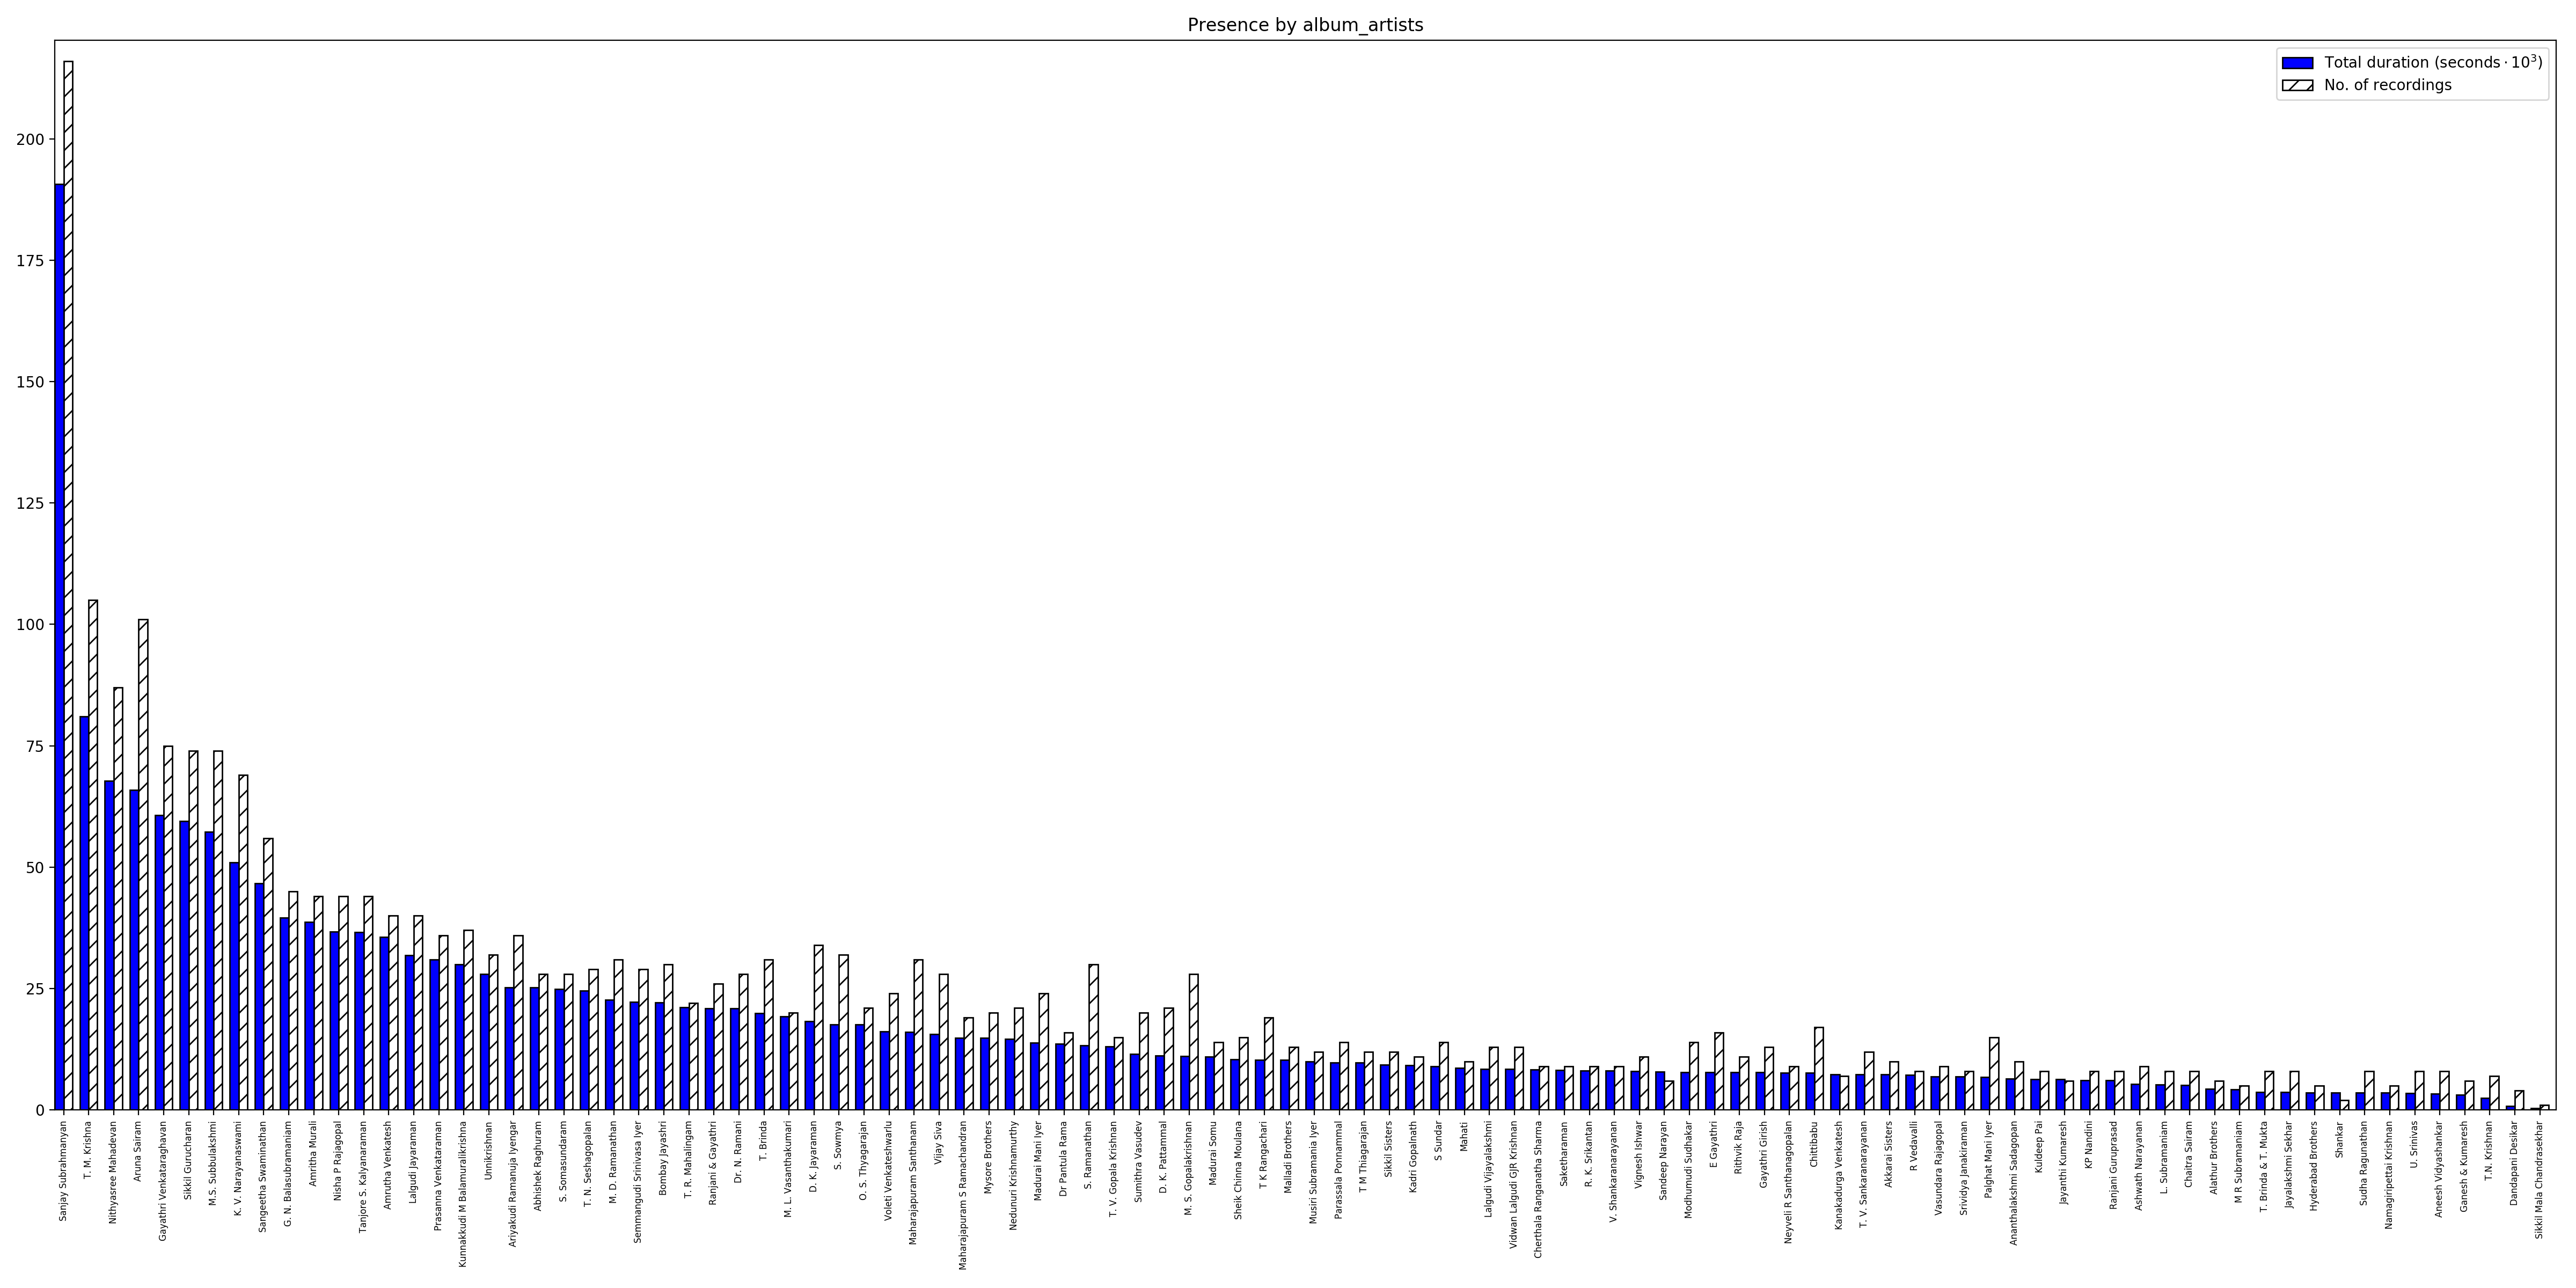 Presence by album_artists
Total duration (seconds · 10³)
No. of recordings
200
175
150
125
100
75
50
25
0
Sanjay Subrahmanyan
T. M. Krishna
Nithyasree Mahadevan
Aruna Sairam
Gayathri Venkataraghavan
Sikkil Gurucharan
M.S. Subbulakshmi
K. V. Narayanaswami
Sangeetha Swaminathan
G. N. Balasubramaniam
Amritha Murali
Nisha P Rajagopal
Tanjore S. Kalyanaraman
Amrutha Venkatesh
Lalgudi Jayaraman
Prasanna Venkataraman
Kunnakkudi M Balamuralikrishna
Unnikrishnan
Ariyakudi Ramanuja Iyengar
Abhishek Raghuram
S. Somasundaram
T. N. Seshagopalan
M. D. Ramanathan
Semmangudi Srinivasa Iyer
Bombay Jayashri
T. R. Mahalingam
Ranjani & Gayathri
Dr. N. Ramani
T. Brinda
M. L. Vasanthakumari
D. K. Jayaraman
S. Sowmya
O. S. Thyagarajan
Voleti Venkateshwarlu
Maharajapuram Santhanam
Vijay Siva
Maharajapuram S Ramachandran
Mysore Brothers
Nedunuri Krishnamurthy
Madurai Mani Iyer
Dr Pantula Rama
S. Ramanathan
T. V. Gopala Krishnan
Sumithra Vasudev
D. K. Pattammal
M. S. Gopalakrishnan
Madurai Somu
Sheik Chinna Moulana
T K Rangachari
Malladi Brothers
Musiri Subramania Iyer
Parassala Ponnammal
T M Thiagarajan
Sikkil Sisters
Kadri Gopalnath
S Sundar
Mahati
Lalgudi Vijayalakshmi
Vidwan Lalgudi GJR Krishnan
Cherthala Ranganatha Sharma
Saketharaman
R. K. Srikantan
V. Shankaranarayanan
Vignesh Ishwar
Sandeep Narayan
Modhumudi Sudhakar
E Gayathri
Rithvik Raja
Gayathri Girish
Neyveli R Santhanagopalan
Chittibabu
Kanakadurga Venkatesh
T. V. Sankaranarayanan
Akkarai Sisters
R Vedavalli
Vasundara Rajagopal
Srividya Janakiraman
Palghat Mani Iyer
Ananthalakshmi Sadagopan
Kuldeep Pai
Jayanthi Kumaresh
KP Nandini
Ranjani Guruprasad
Ashwath Narayanan
L. Subramaniam
Chaitra Sairam
Alathur Brothers
M R Subramaniam
T. Brinda & T. Mukta
Jayalakshmi Sekhar
Hyderabad Brothers
Shankar
Sudha Ragunathan
Namagiripettai Krishnan
U. Srinivas
Aneesh Vidyashankar
Ganesh & Kumaresh
T.N. Krishnan
Dandapani Desikar
Sikkil Mala Chandrasekhar